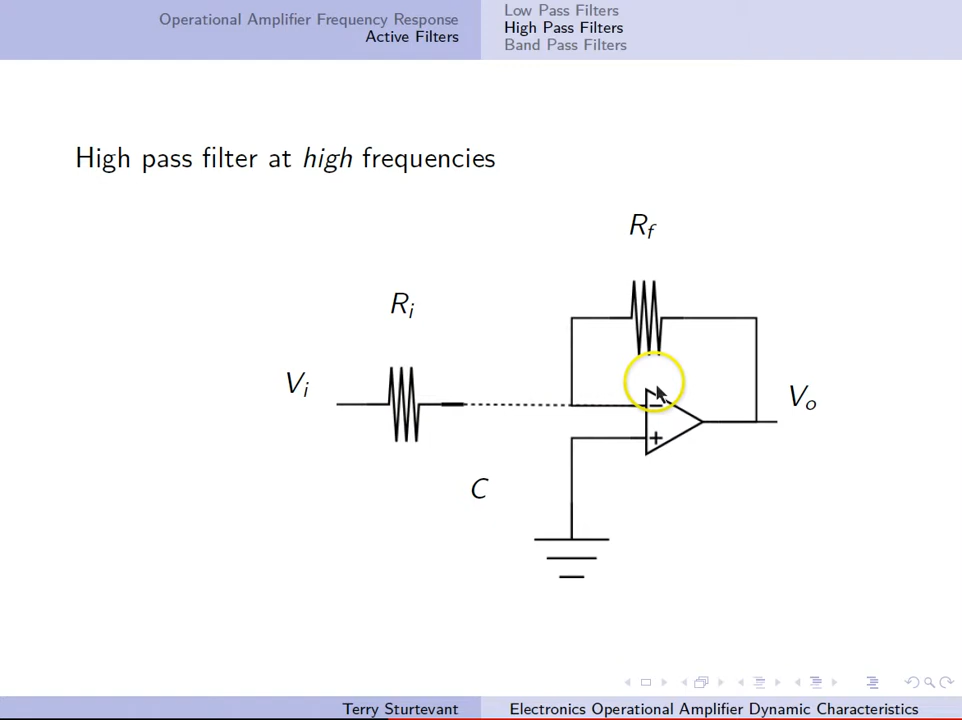 Operational Amplifier Frequency Response
Active Filters
Low Pass Filters
High Pass Filters
Band Pass Filters
High pass filter at high frequencies
R_f
R_i
V_i
V_o
−
+
C
Terry Sturtevant
Electronics Operational Amplifier Dynamic Characteristics